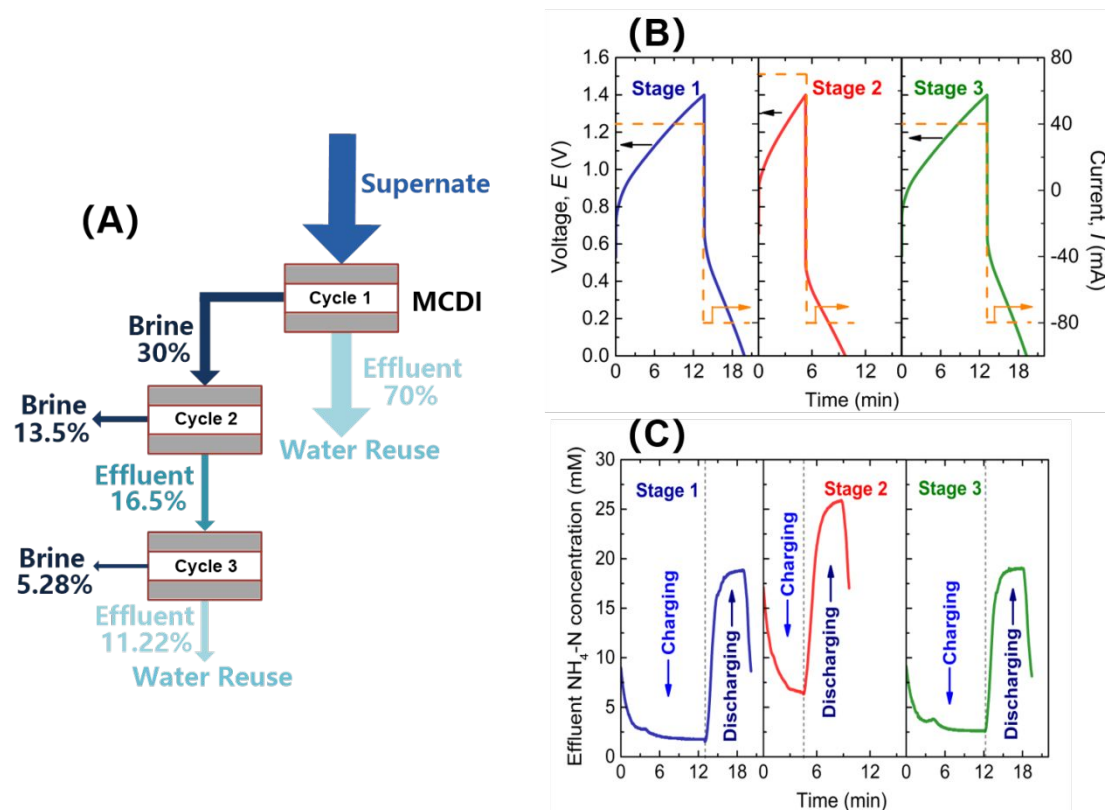 (A)
Supernate
Cycle 1
MCDI
Brine
30%
Effluent
70%
Water Reuse
Cycle 2
Brine
13.5%
Effluent
16.5%
Cycle 3
Brine
5.28%
Effluent
11.22%
Water Reuse
(B)
Voltage, E (V)
1.6
1.4
1.2
1.0
0.8
0.6
0.4
0.2
0.0
Stage 1
Stage 2
Stage 3
80
40
0
-40
-80
Current, I (mA)
0 6 12 18 0 6 12 18 0 6 12 18
Time (min)
(C)
Effluent NH4-N concentration (mM)
30
25
20
15
10
5
0
Stage 1
Stage 2
Stage 3
Charging
Discharging
Charging
Discharging
Charging
Discharging
0 6 12 18 0 6 12 18 0 6 12 18
Time (min)